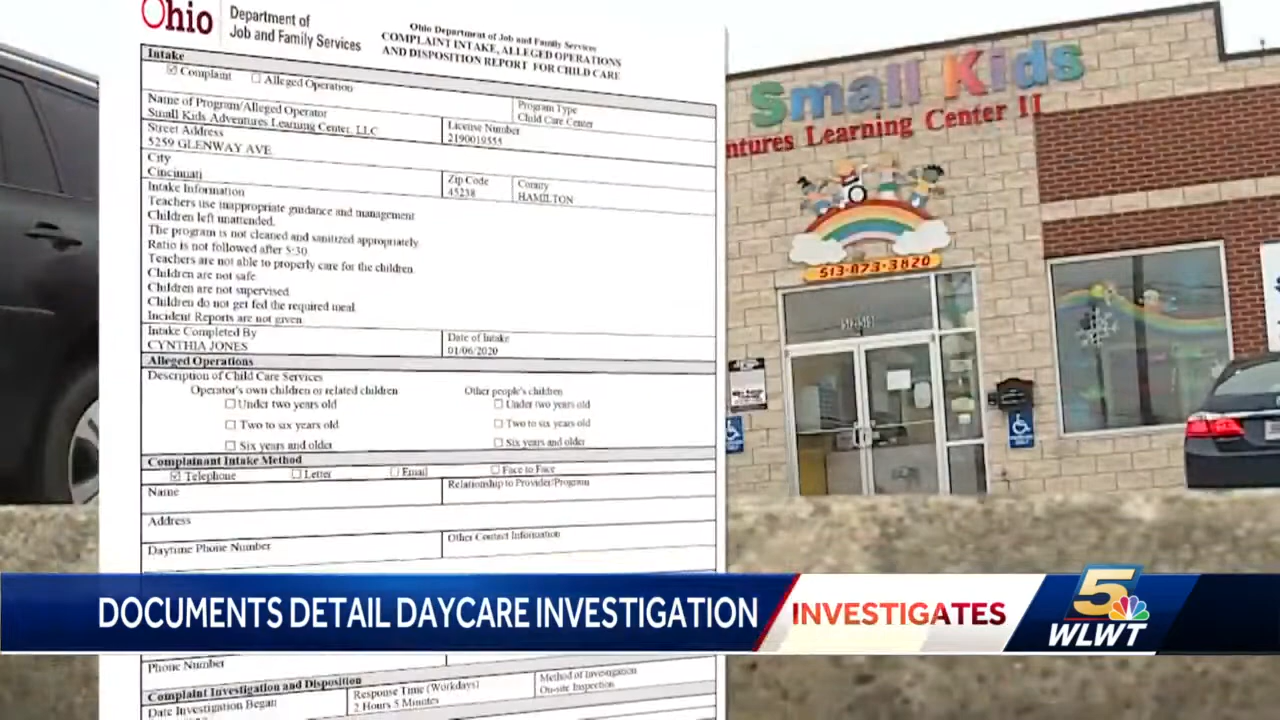 Ohio
Department of
Job and Family Services
Ohio Department of Job and Family Services
COMPLAINT INTAKE, ALLEGED OPERATIONS
AND DISPOSITION REPORT FOR CHILD CARE
Intake
Complaint
Alleged Operation
Name of Program/Alleged Operator
Small Kids Adventures Learning Center, LLC
Program Type
Child Care Center
Street Address
5259 GLENWAY AVE
License Number
2190019555
City
Cincinnati
Zip Code
45238
County
HAMILTON
Intake Information
Teachers use inappropriate guidance and management
Children left unattended.
The program is not cleaned and sanitized appropriately
Ratio is not followed after 5:30
Teachers are not able to properly care for the children
Children are not safe
Children are not supervised
Children do not get fed the required meal
Incident Reports are not given
Intake Completed By
CYNTHIA JONES
Date of Intake
01/06/2020
Alleged Operations
Description of Child Care Services
Operator's own children or related children
Other people's children
Under two years old
Under two years old
Two to six years old
Two to six years old
Six years and older
Six years and older
Complainant Intake Method
Telephone
Letter
Email
Face to Face
Name
Relationship to Provider/Program
Address
Daytime Phone Number
Other Contact Information
Phone Number
Complaint Investigation and Disposition
Date Investigation Began
Response Time (Workdays)
2 Hours 5 Minutes
Method of Investigation
On-site Inspection
Small Kids
ntures Learning Center II
513-873-3820
5259
DOCUMENTS DETAIL DAYCARE INVESTIGATION
INVESTIGATES
5
WLWT